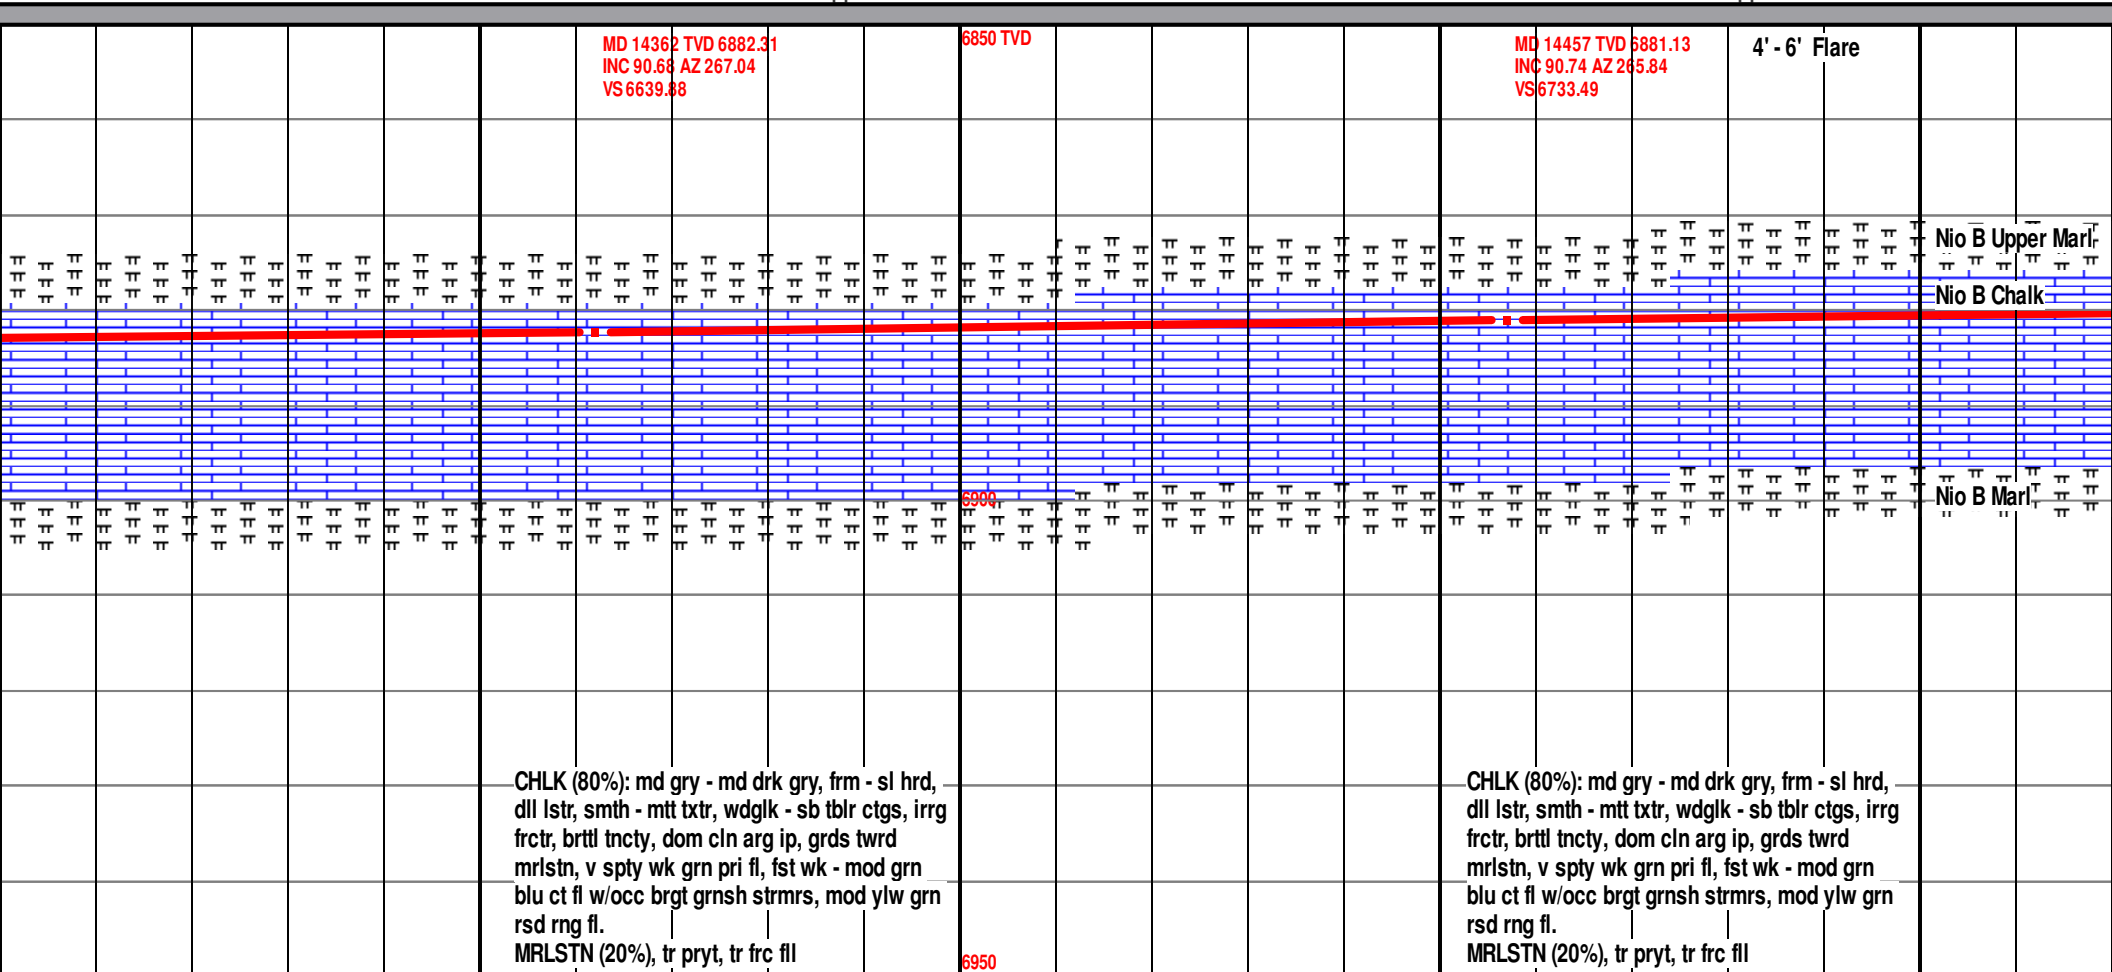 MD 14362 TVD 6882.31
INC 90.68 AZ 267.04
VS 6639.88
6850 TVD
MD 14457 TVD 6881.13
INC 90.74 AZ 265.84
VS 6733.49
4' - 6' Flare
Nio B Upper Marl
Nio B Chalk
6900
Nio B Marl
CHLK (80%): md gry - md drk gry, frm - sl hrd,
dll lstr, smth - mtt txtr, wdglk - sb tblr ctgs, irrg
frctr, brttl tncty, dom cln arg ip, grds twrd
mrlstn, v spty wk grn pri fl, fst wk - mod grn
blu ct fl w/occ brgt grnsh strmrs, mod ylw grn
rsd rng fl.
MRLSTN (20%), tr pryt, tr frc fll
6950
CHLK (80%): md gry - md drk gry, frm - sl hrd,
dll lstr, smth - mtt txtr, wdglk - sb tblr ctgs, irrg
frctr, brttl tncty, dom cln arg ip, grds twrd
mrlstn, v spty wk grn pri fl, fst wk - mod grn
blu ct fl w/occ brgt grnsh strmrs, mod ylw grn
rsd rng fl.
MRLSTN (20%), tr pryt, tr frc fll